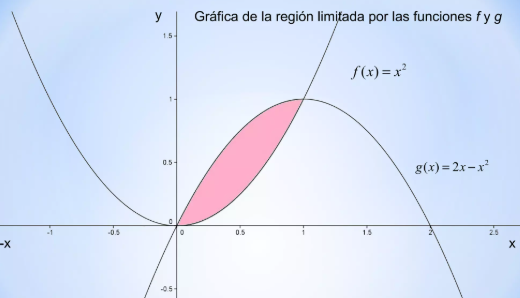 y
Gráfica de la región limitada por las funciones f y g
1.5
f(x) = x²
1
0.5
g(x) = 2x – x²
0
-1 -0.5 0 0.5 1 1.5 2 2.5
-x x
-0.5